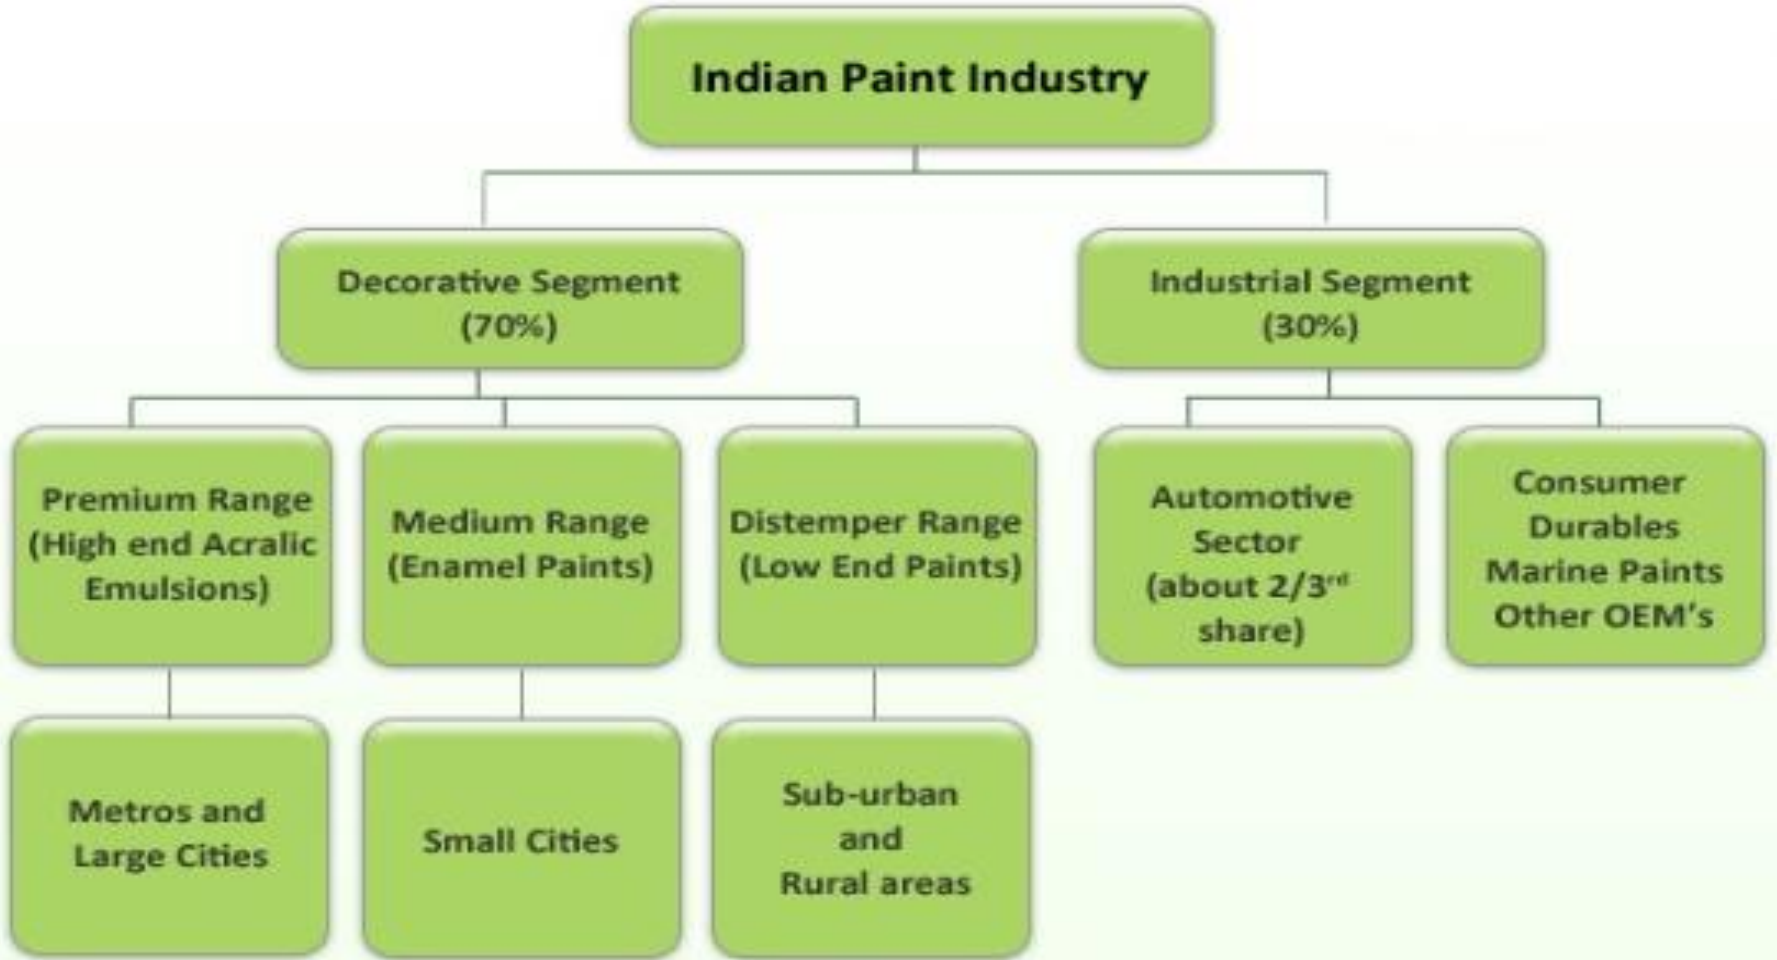 Indian Paint Industry
Decorative Segment
(70%)
Industrial Segment
(30%)
Premium Range
(High end Acralic
Emulsions)
Medium Range
(Enamel Paints)
Distemper Range
(Low End Paints)
Automotive
Sector
(about 2/3rd
share)
Consumer
Durables
Marine Paints
Other OEM's
Metros and
Large Cities
Small Cities
Sub-urban
and
Rural areas